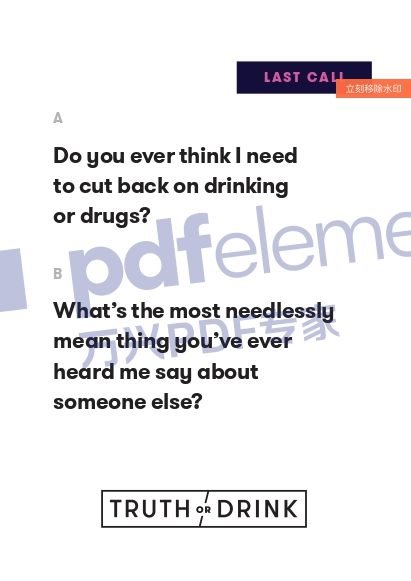 LAST CALL
立刻移除水印
A
Do you ever think I need
to cut back on drinking
or drugs?
pdfeleme
B
What's the most needlessly
mean thing you've ever
heard me say about
someone else?
万兴PDF专家
TRUTH OR DRINK